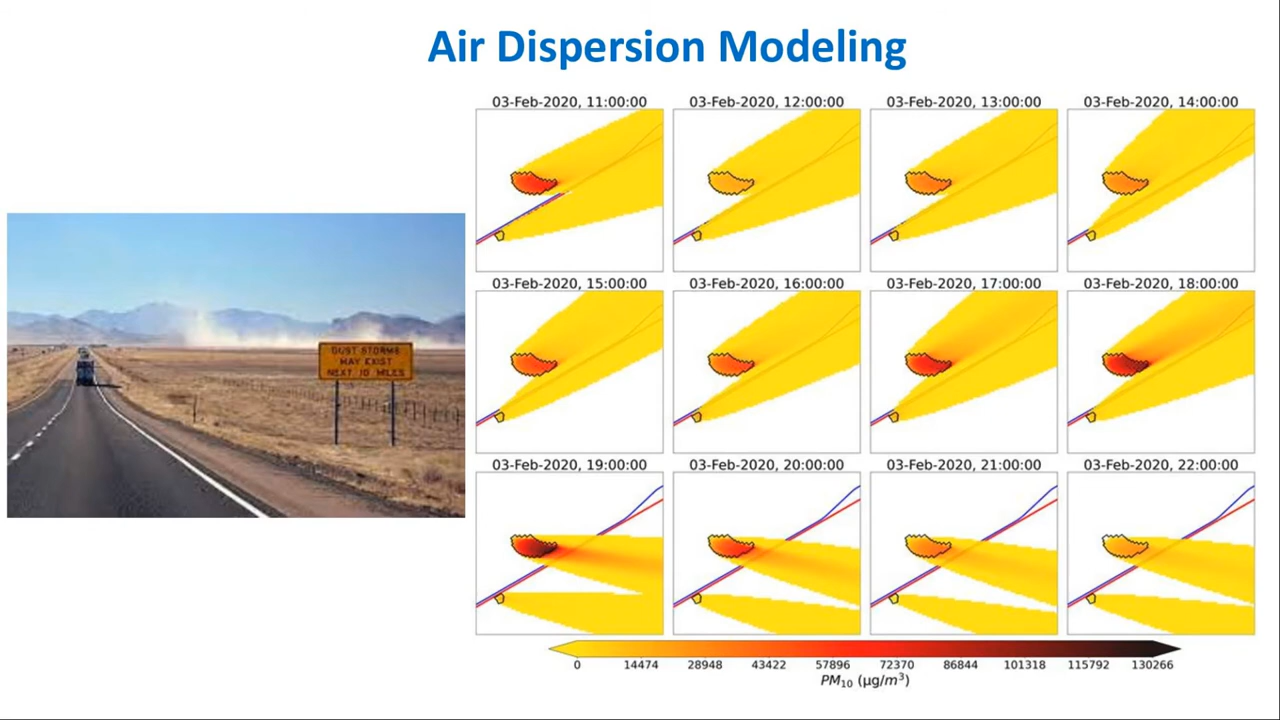 Air Dispersion Modeling
03-Feb-2020, 11:00:00
03-Feb-2020, 12:00:00
03-Feb-2020, 13:00:00
03-Feb-2020, 14:00:00
DUST STORMS
MAY EXIST
NEXT 10 MILES
03-Feb-2020, 15:00:00
03-Feb-2020, 16:00:00
03-Feb-2020, 17:00:00
03-Feb-2020, 18:00:00
03-Feb-2020, 19:00:00
03-Feb-2020, 20:00:00
03-Feb-2020, 21:00:00
03-Feb-2020, 22:00:00
0 14474 28948 43422 57896 72370 86844 101318 115792 130266
PM₁₀ (µg/m³)